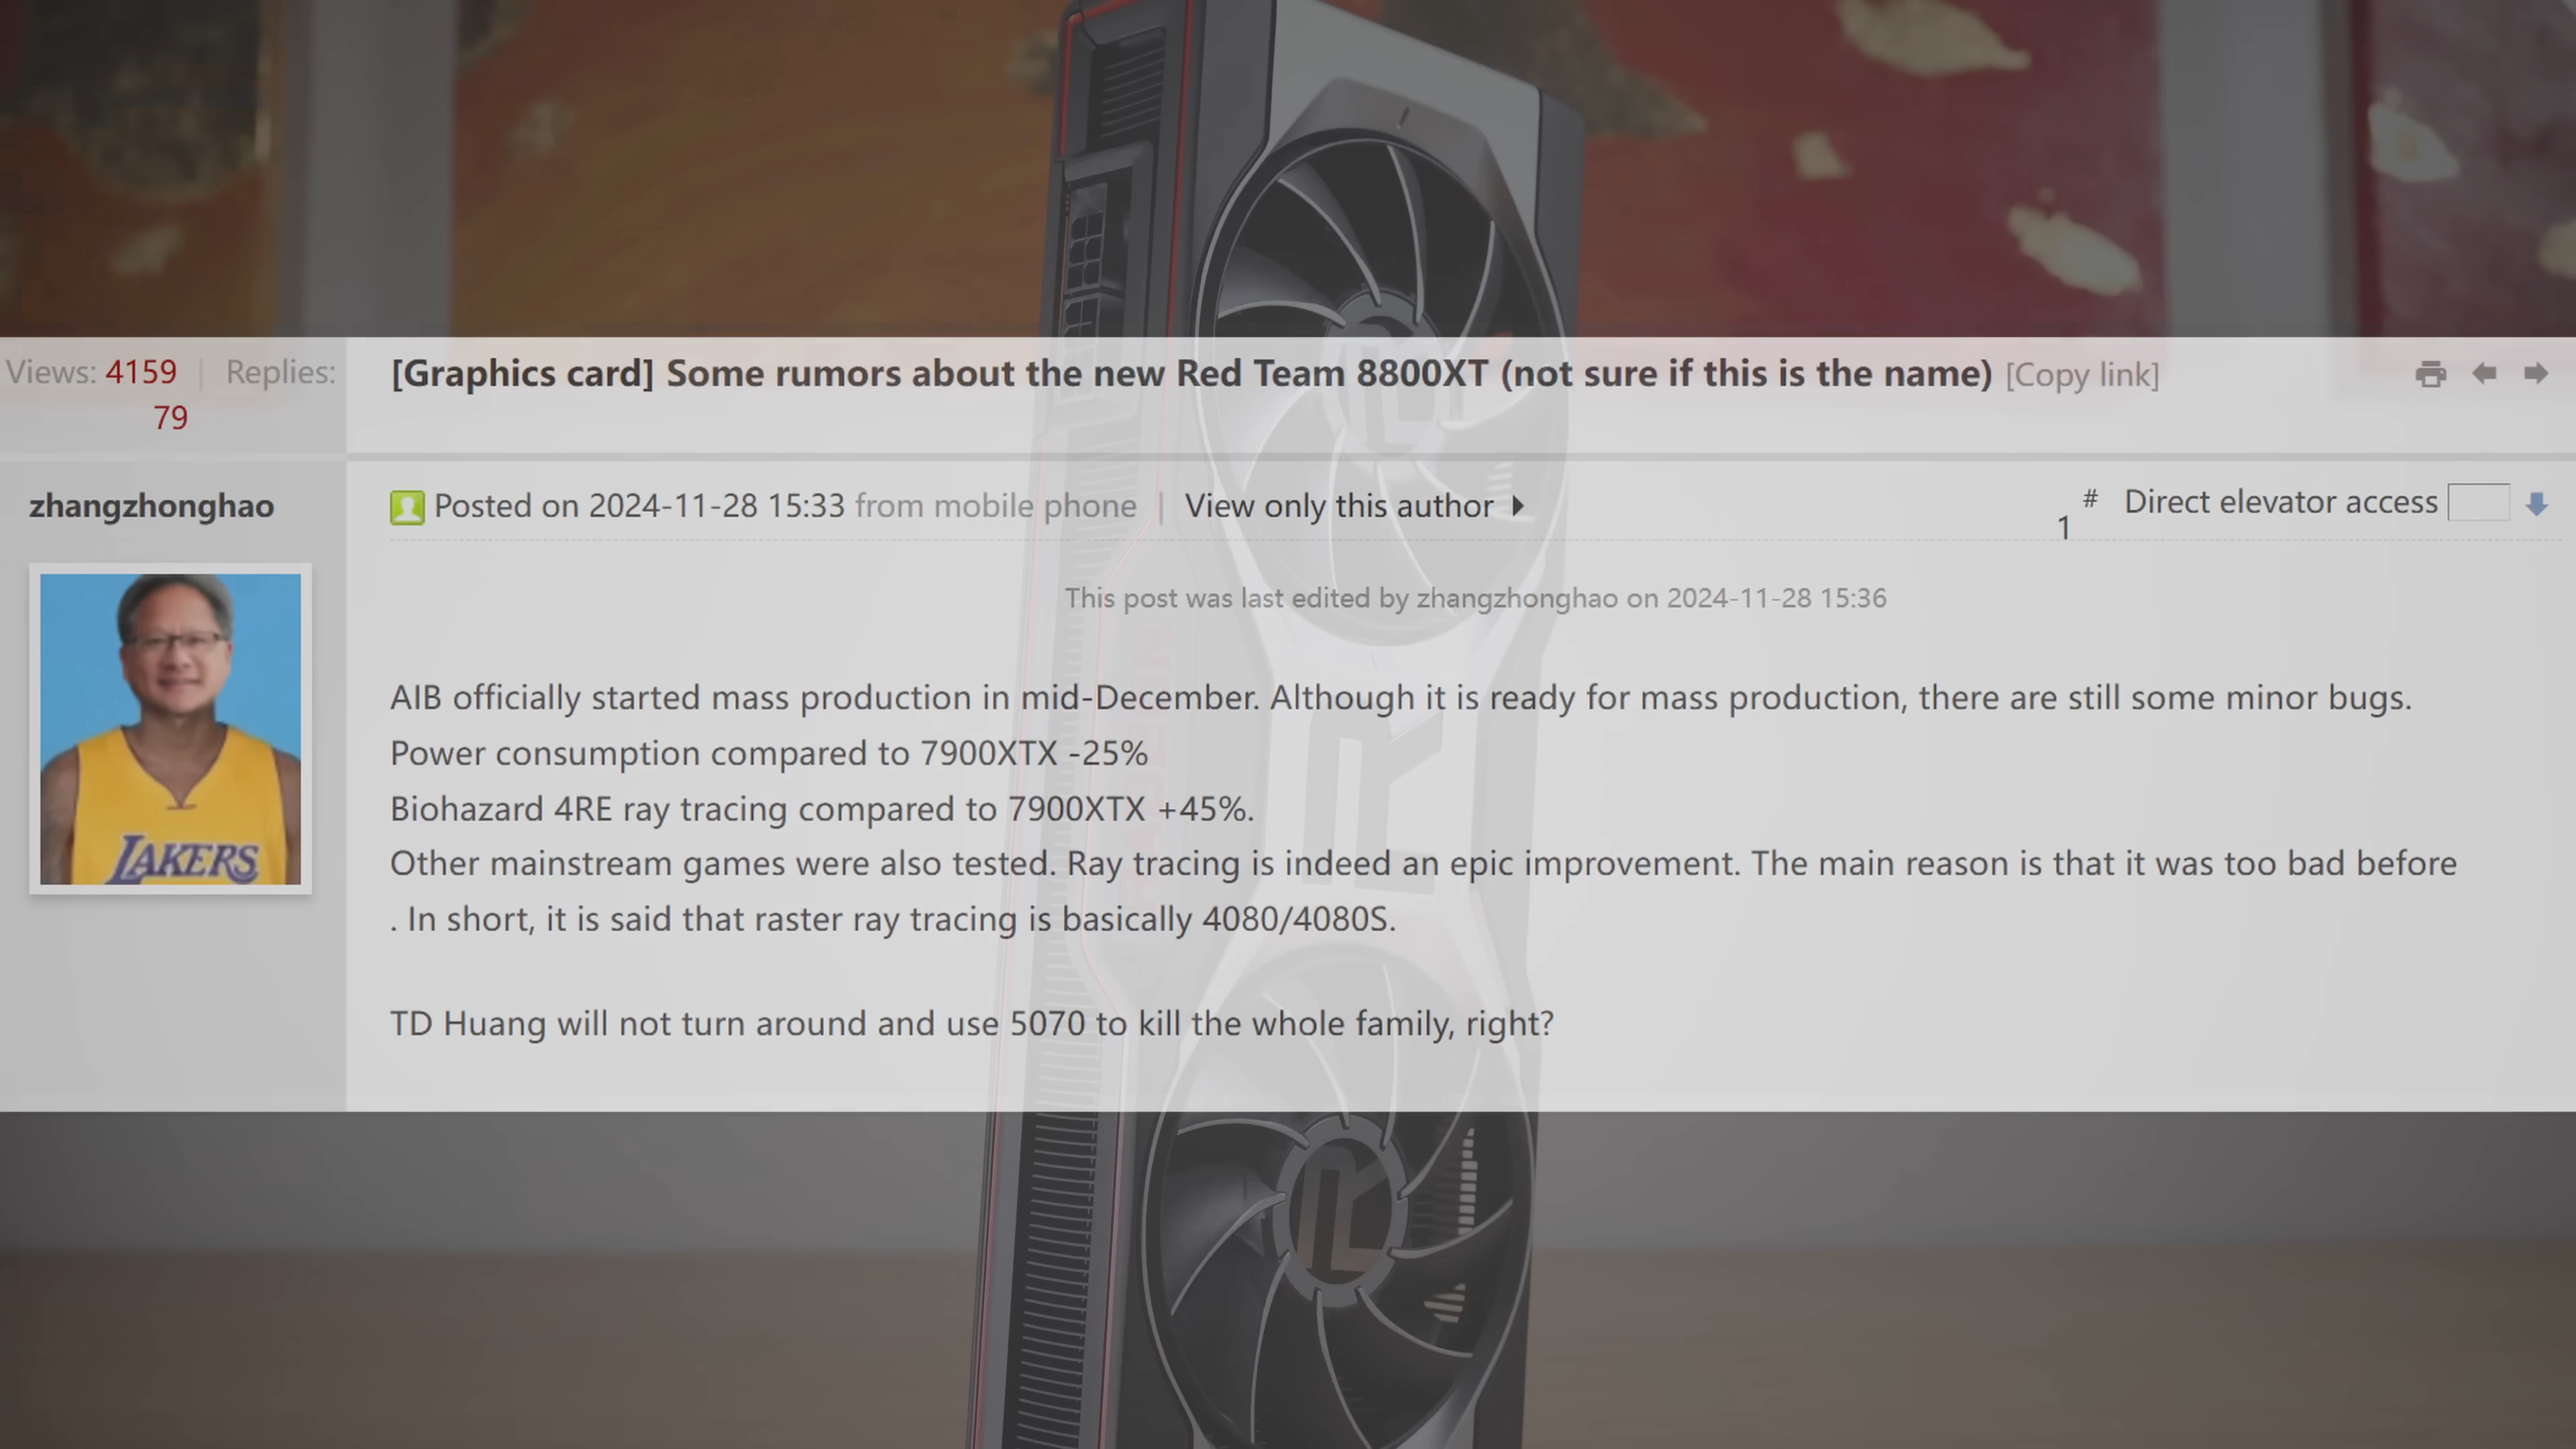 Views: 4159 | Replies: 79
[Graphics card] Some rumors about the new Red Team 8800XT (not sure if this is the name) [Copy link]
zhangzhonghao
Posted on 2024-11-28 15:33 from mobile phone | View only this author
1 # Direct elevator access
This post was last edited by zhangzhonghao on 2024-11-28 15:36
AIB officially started mass production in mid-December. Although it is ready for mass production, there are still some minor bugs.
Power consumption compared to 7900XTX -25%
Biohazard 4RE ray tracing compared to 7900XTX +45%.
Other mainstream games were also tested. Ray tracing is indeed an epic improvement. The main reason is that it was too bad before
. In short, it is said that raster ray tracing is basically 4080/4080S.
TD Huang will not turn around and use 5070 to kill the whole family, right?
LAKERS
RADEON
R
R